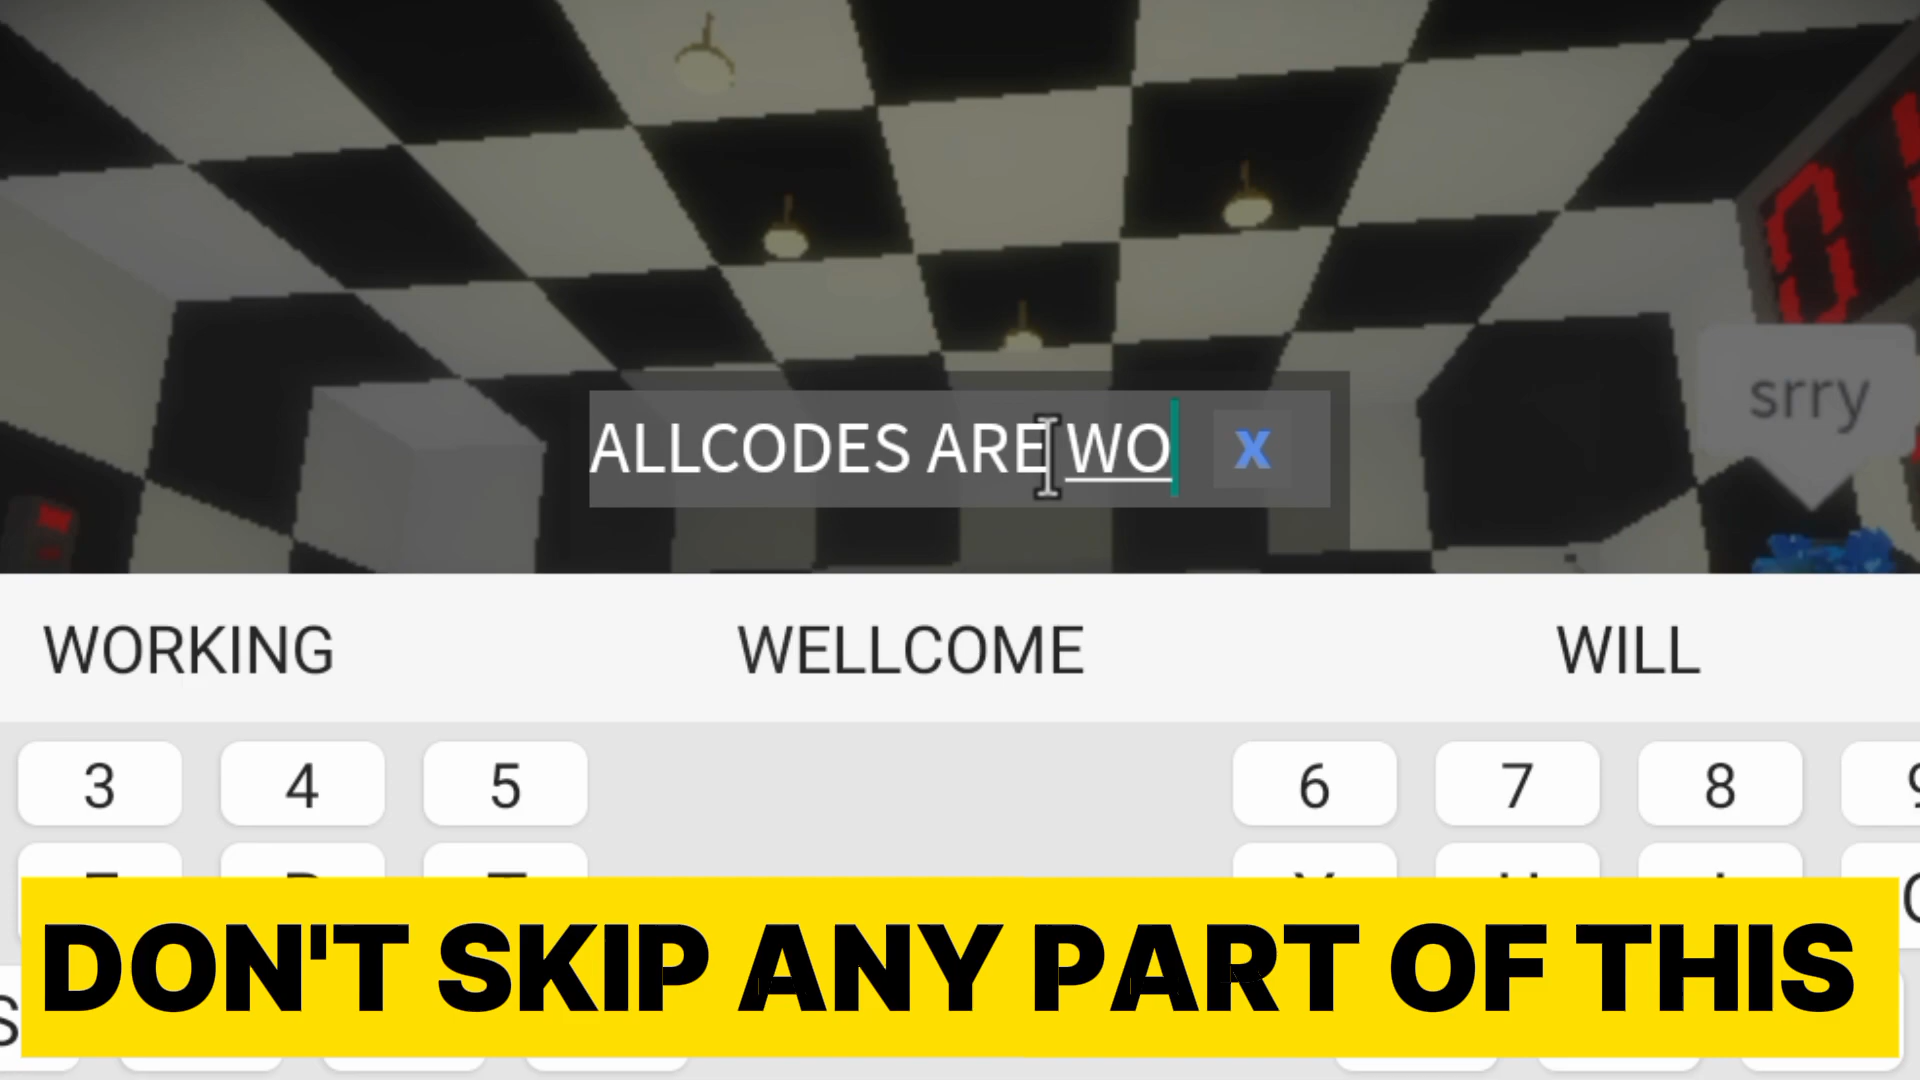 srry
ALLCODES ARE WO X
WORKING WELLCOME WILL
3 4 5 6 7 8 9
DON'T SKIP ANY PART OF THIS